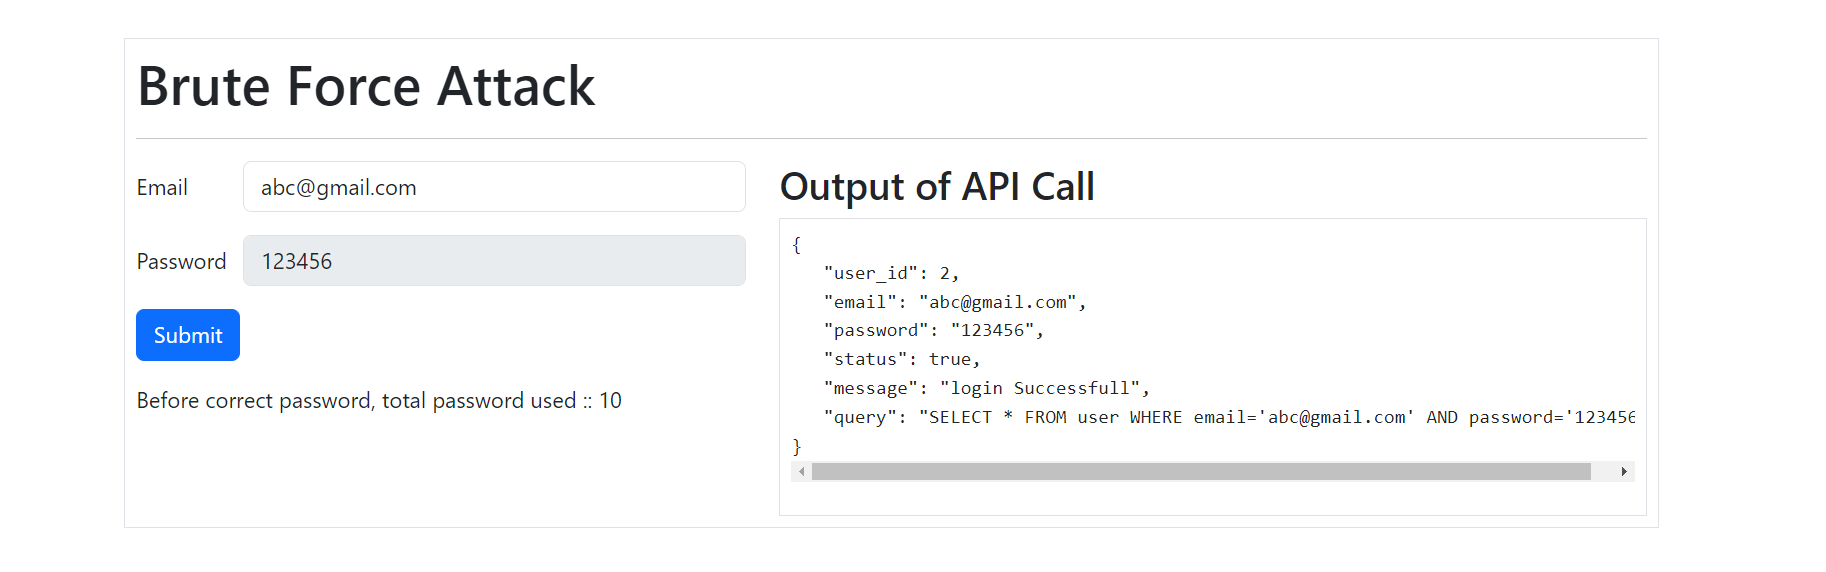 Brute Force Attack
Email
abc@gmail.com
Password
123456
Submit
Before correct password, total password used :: 10
Output of API Call
{
"user_id": 2,
"email": "abc@gmail.com",
"password": "123456",
"status": true,
"message": "login Successfull",
"query": "SELECT * FROM user WHERE email='abc@gmail.com' AND password='123456
}